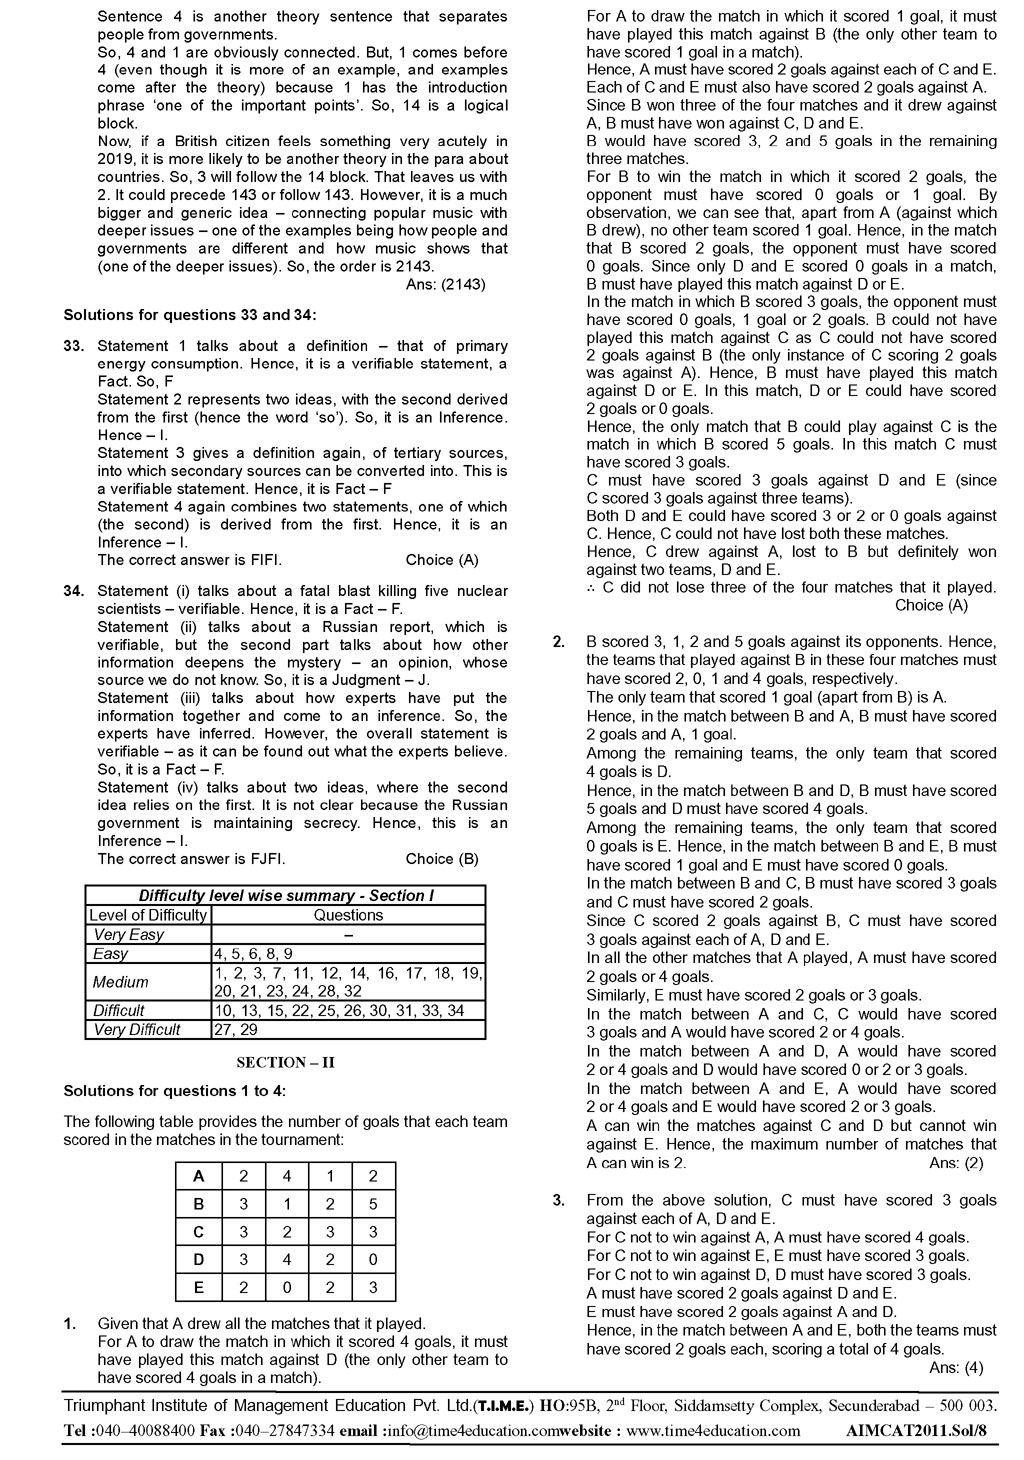 Sentence 4 is another theory sentence that separates
people from governments.
So, 4 and 1 are obviously connected. But, 1 comes before
4 (even though it is more of an example, and examples
come after the theory) because 1 has the introduction
phrase ‘one of the important points’. So, 14 is a logical
block.
Now, if a British citizen feels something very acutely in
2019, it is more likely to be another theory in the para about
countries. So, 3 will follow the 14 block. That leaves us with
2. It could precede 143 or follow 143. However, it is a much
bigger and generic idea – connecting popular music with
deeper issues – one of the examples being how people and
governments are different and how music shows that
(one of the deeper issues). So, the order is 2143.
Ans: (2143)
Solutions for questions 33 and 34:
33. Statement 1 talks about a definition – that of primary
energy consumption. Hence, it is a verifiable statement, a
Fact. So, F
Statement 2 represents two ideas, with the second derived
from the first (hence the word ‘so’). So, it is an Inference.
Hence – I.
Statement 3 gives a definition again, of tertiary sources,
into which secondary sources can be converted into. This is
a verifiable statement. Hence, it is Fact – F
Statement 4 again combines two statements, one of which
(the second) is derived from the first. Hence, it is an
Inference – I.
The correct answer is FIFI. Choice (A)
34. Statement (i) talks about a fatal blast killing five nuclear
scientists – verifiable. Hence, it is a Fact – F.
Statement (ii) talks about a Russian report, which is
verifiable, but the second part talks about how other
information deepens the mystery – an opinion, whose
source we do not know. So, it is a Judgment – J.
Statement (iii) talks about how experts have put the
information together and come to an inference. So, the
experts have inferred. However, the overall statement is
verifiable – as it can be found out what the experts believe.
So, it is a Fact – F.
Statement (iv) talks about two ideas, where the second
idea relies on the first. It is not clear because the Russian
government is maintaining secrecy. Hence, this is an
Inference – I.
The correct answer is FJFI. Choice (B)
Difficulty level wise summary - Section I
Level of Difficulty Questions
Very Easy –
Easy 4, 5, 6, 8, 9
Medium 1, 2, 3, 7, 11, 12, 14, 16, 17, 18, 19,
20, 21, 23, 24, 28, 32
Difficult 10, 13, 15, 22, 25, 26, 30, 31, 33, 34
Very Difficult 27, 29
SECTION – II
Solutions for questions 1 to 4:
The following table provides the number of goals that each team
scored in the matches in the tournament:
A 2 4 1 2
B 3 1 2 5
C 3 2 3 3
D 3 4 2 0
E 2 0 2 3
1. Given that A drew all the matches that it played.
For A to draw the match in which it scored 4 goals, it must
have played this match against D (the only other team to
have scored 4 goals in a match).
For A to draw the match in which it scored 1 goal, it must
have played this match against B (the only other team to
have scored 1 goal in a match).
Hence, A must have scored 2 goals against each of C and E.
Each of C and E must also have scored 2 goals against A.
Since B won three of the four matches and it drew against
A, B must have won against C, D and E.
B would have scored 3, 2 and 5 goals in the remaining
three matches.
For B to win the match in which it scored 2 goals, the
opponent must have scored 0 goals or 1 goal. By
observation, we can see that, apart from A (against which
B drew), no other team scored 1 goal. Hence, in the match
that B scored 2 goals, the opponent must have scored
0 goals. Since only D and E scored 0 goals in a match,
B must have played this match against D or E.
In the match in which B scored 3 goals, the opponent must
have scored 0 goals, 1 goal or 2 goals. B could not have
played this match against C as C could not have scored
2 goals against B (the only instance of C scoring 2 goals
was against A). Hence, B must have played this match
against D or E. In this match, D or E could have scored
2 goals or 0 goals.
Hence, the only match that B could play against C is the
match in which B scored 5 goals. In this match C must
have scored 3 goals.
C must have scored 3 goals against D and E (since
C scored 3 goals against three teams).
Both D and E could have scored 3 or 2 or 0 goals against
C. Hence, C could not have lost both these matches.
Hence, C drew against A, lost to B but definitely won
against two teams, D and E.
∴ C did not lose three of the four matches that it played.
Choice (A)
2. B scored 3, 1, 2 and 5 goals against its opponents. Hence,
the teams that played against B in these four matches must
have scored 2, 0, 1 and 4 goals, respectively.
The only team that scored 1 goal (apart from B) is A.
Hence, in the match between B and A, B must have scored
2 goals and A, 1 goal.
Among the remaining teams, the only team that scored
4 goals is D.
Hence, in the match between B and D, B must have scored
5 goals and D must have scored 4 goals.
Among the remaining teams, the only team that scored
0 goals is E. Hence, in the match between B and E, B must
have scored 1 goal and E must have scored 0 goals.
In the match between B and C, B must have scored 3 goals
and C must have scored 2 goals.
Since C scored 2 goals against B, C must have scored
3 goals against each of A, D and E.
In all the other matches that A played, A must have scored
2 goals or 4 goals.
Similarly, E must have scored 2 goals or 3 goals.
In the match between A and C, C would have scored
3 goals and A would have scored 2 or 4 goals.
In the match between A and D, A would have scored
2 or 4 goals and D would have scored 0 or 2 or 3 goals.
In the match between A and E, A would have scored
2 or 4 goals and E would have scored 2 or 3 goals.
A can win the matches against C and D but cannot win
against E. Hence, the maximum number of matches that
A can win is 2. Ans: (2)
3. From the above solution, C must have scored 3 goals
against each of A, D and E.
For C not to win against A, A must have scored 4 goals.
For C not to win against E, E must have scored 3 goals.
For C not to win against D, D must have scored 3 goals.
A must have scored 2 goals against D and E.
E must have scored 2 goals against A and D.
Hence, in the match between A and E, both the teams must
have scored 2 goals each, scoring a total of 4 goals.
Ans: (4)
Triumphant Institute of Management Education Pvt. Ltd.(T.I.M.E.) HO:95B, 2nd Floor, Siddamsetty Complex, Secunderabad – 500 003.
Tel :040–40088400 Fax :040–27847334 email :info@time4education.comwebsite : www.time4education.com AIMCAT2011.Sol/8